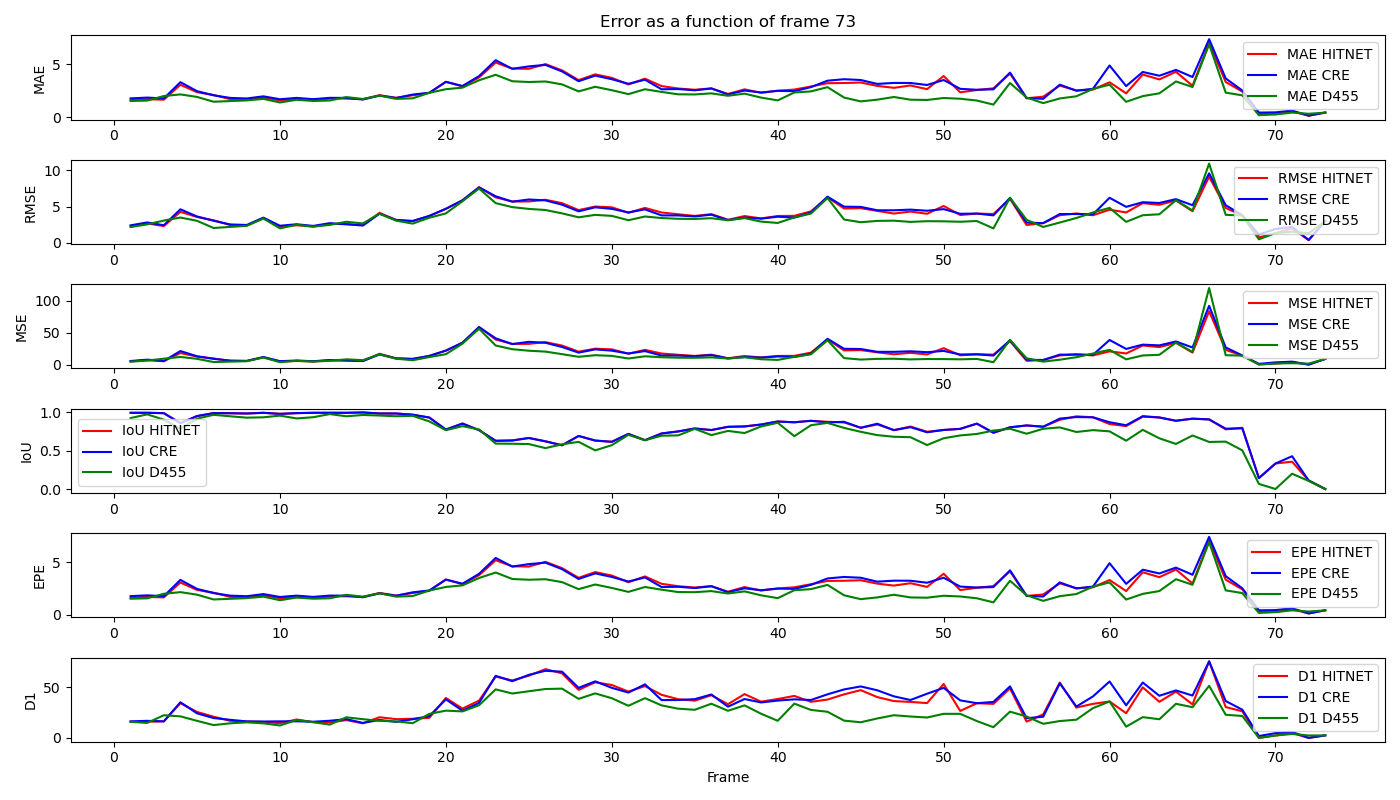 Error as a function of frame 73
MAE
5
0
MAE HITNET
MAE CRE
MAE D455
0 10 20 30 40 50 60 70
RMSE
10
5
0
RMSE HITNET
RMSE CRE
RMSE D455
0 10 20 30 40 50 60 70
MSE
100
50
0
MSE HITNET
MSE CRE
MSE D455
0 10 20 30 40 50 60 70
IoU
1.0
0.5
0.0
IoU HITNET
IoU CRE
IoU D455
0 10 20 30 40 50 60 70
EPE
5
0
EPE HITNET
EPE CRE
EPE D455
0 10 20 30 40 50 60 70
D1
50
0
D1 HITNET
D1 CRE
D1 D455
0 10 20 30 40 50 60 70
Frame